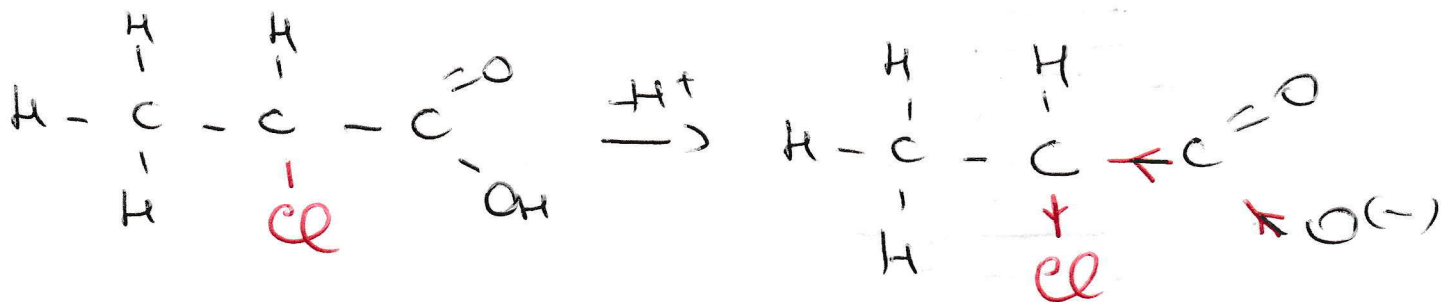 H H H H
H - C - C - C = O -H+ → H - C - C ← C = O
H Cl OH H Cl O(-)